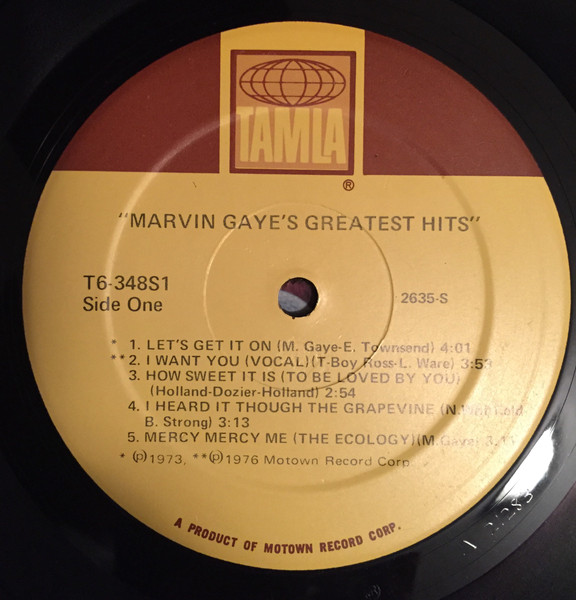 TAMLA
®
"MARVIN GAYE'S GREATEST HITS"
T6-348S1
Side One
2635-S
* 1. LET'S GET IT ON (M. Gaye-E. Townsend) 4:01
** 2. I WANT YOU (VOCAL)(T-Boy Ross-L. Ware) 3:53
3. HOW SWEET IT IS (TO BE LOVED BY YOU)
(Holland-Dozier-Holland) 2:54
4. I HEARD IT THOUGH THE GRAPEVINE (N.
B. Strong) 3:13
5. MERCY MERCY ME (THE ECOLOGY)(M. Gaye)
* ℗1973, **℗1976 Motown Record Corp.
A PRODUCT OF MOTOWN RECORD CORP.